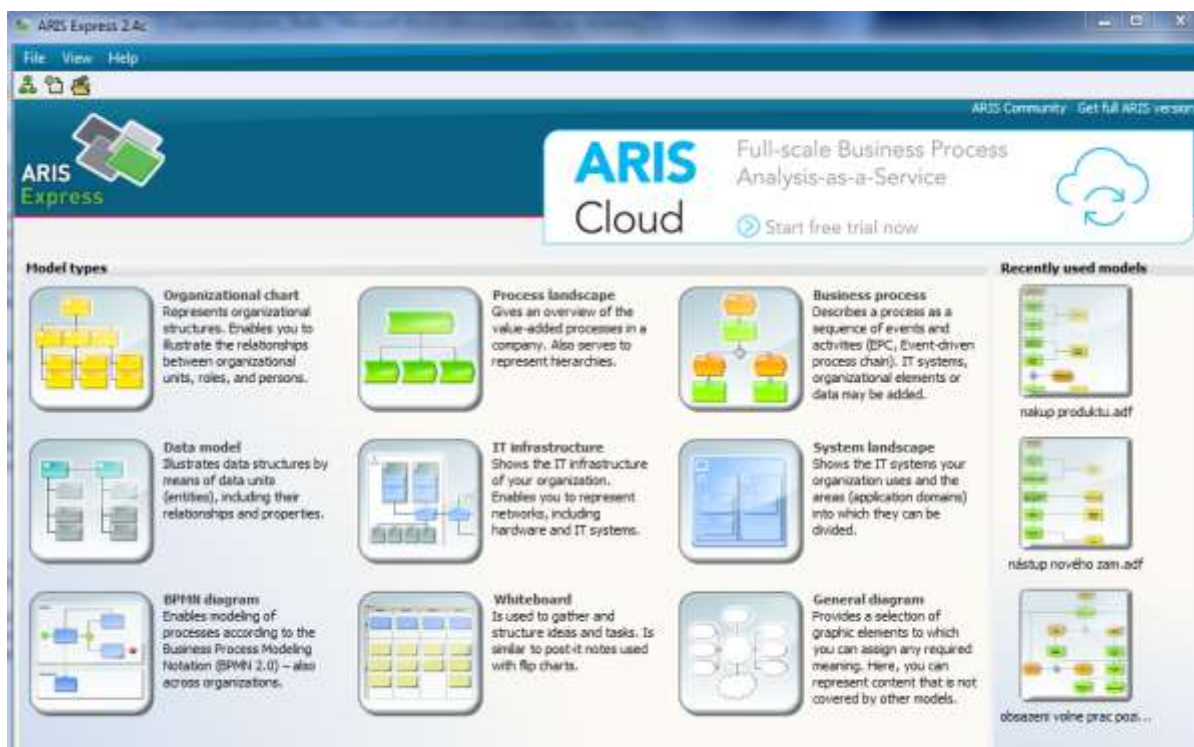 ARIS Express 2.4c
File View Help
ARIS Community Get full ARIS version
ARIS
Express
ARIS
Cloud
Full-scale Business Process
Analysis-as-a-Service
Start free trial now
Model types
Organizational chart
Represents organizational
structures. Enables you to
illustrate the relationships
between organizational
units, roles, and persons.
Process landscape
Gives an overview of the
value-added processes in a
company. Also serves to
represent hierarchies.
Business process
Describes a process as a
sequence of events and
activities (EPC, Event-driven
process chain). IT systems,
organizational elements or
data may be added.
Data model
Illustrates data structures by
means of data units
(entities), including their
relationships and properties.
IT infrastructure
Shows the IT infrastructure
of your organization.
Enables you to represent
networks, including
hardware and IT systems.
System landscape
Shows the IT systems your
organization uses and the
areas (application domains)
into which they can be
divided.
BPMN diagram
Enables modeling of
processes according to the
Business Process Modeling
Notation (BPMN 2.0) – also
across organizations.
Whiteboard
Is used to gather and
structure ideas and tasks. Is
similar to post-it notes used
with flip charts.
General diagram
Provides a selection of
graphic elements to which
you can assign any required
meaning. Here, you can
represent content that is not
covered by other models.
Recently used models
nakup produktu.adf
nástup nového zam.adf
obsazeni volne prac pozi...